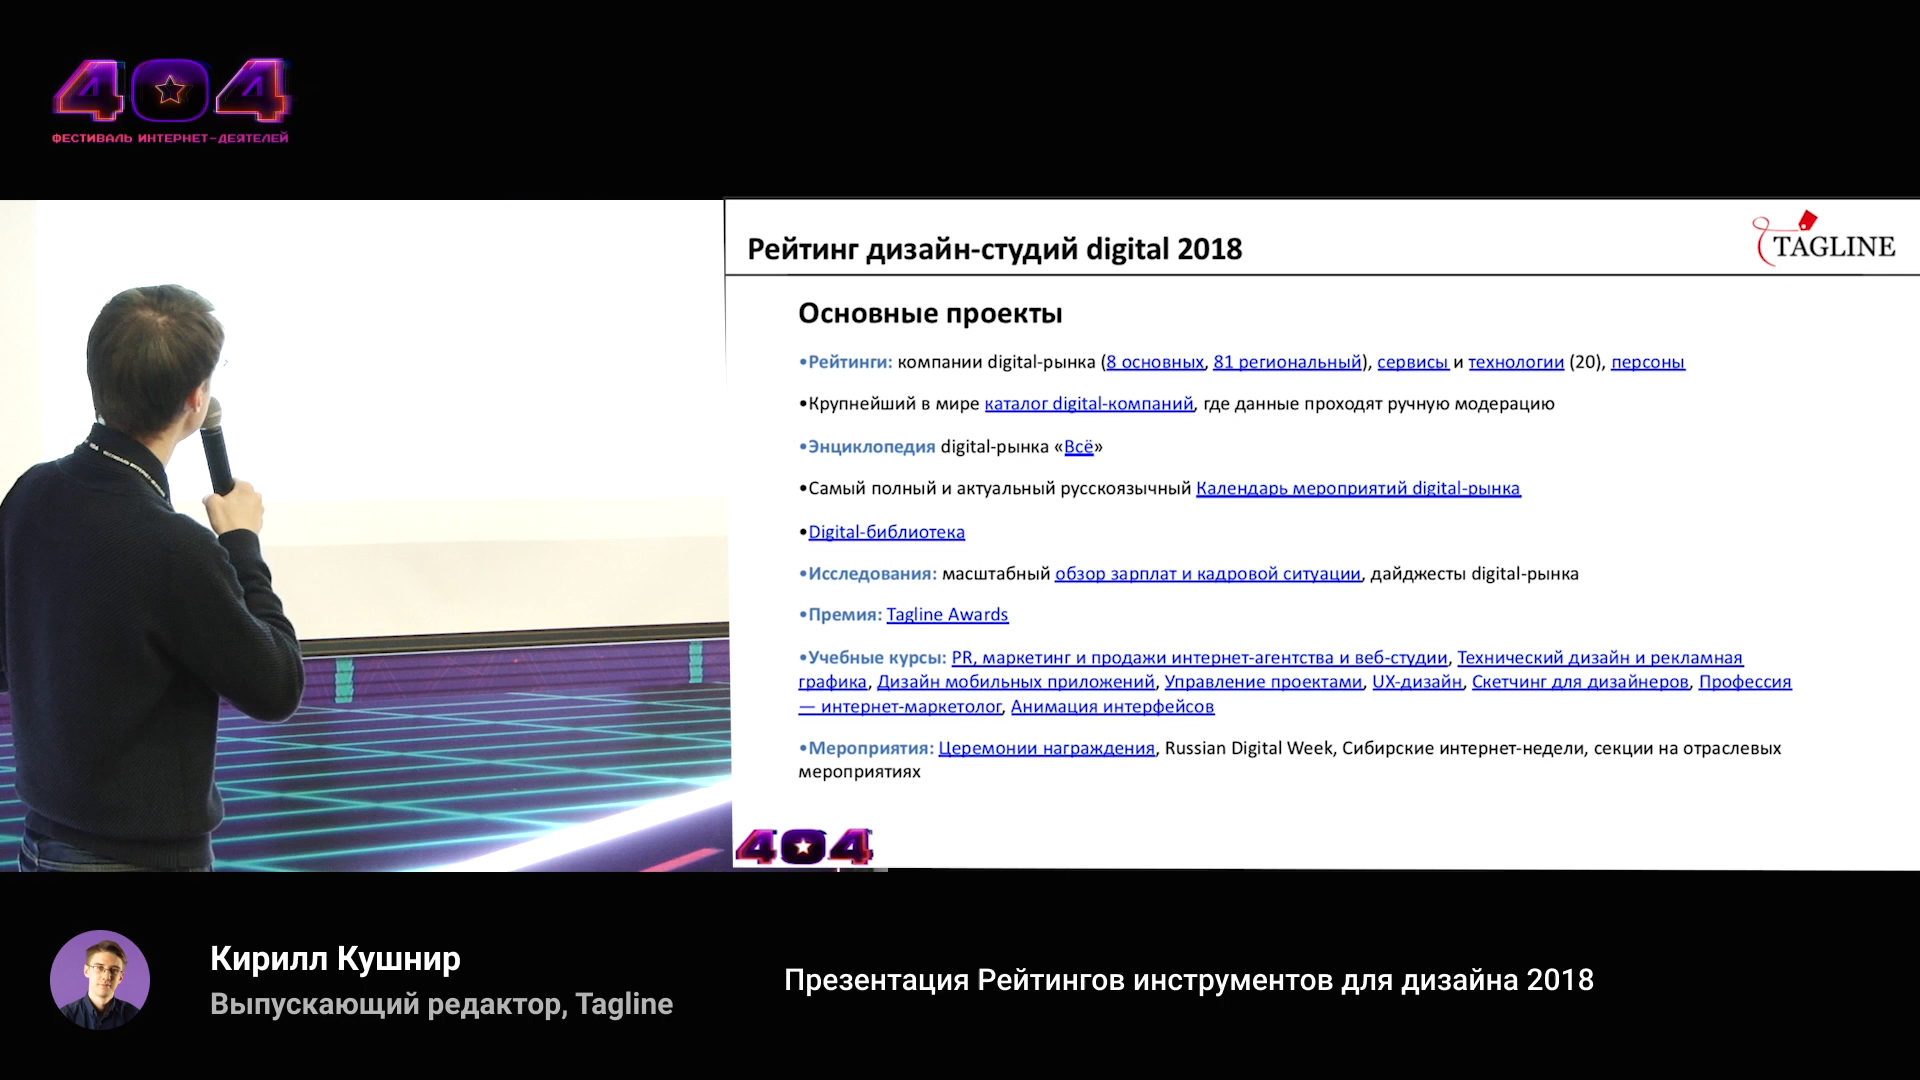 404
ФЕСТИВАЛЬ ИНТЕРНЕТ-ДЕЯТЕЛЕЙ
Рейтинг дизайн-студий digital 2018
TAGLINE
Основные проекты
•Рейтинги: компании digital-рынка (8 основных, 81 региональный), сервисы и технологии (20), персоны
•Крупнейший в мире каталог digital-компаний, где данные проходят ручную модерацию
•Энциклопедия digital-рынка «Всё»
•Самый полный и актуальный русскоязычный Календарь мероприятий digital-рынка
•Digital-библиотека
•Исследования: масштабный обзор зарплат и кадровой ситуации, дайджесты digital-рынка
•Премия: Tagline Awards
•Учебные курсы: PR, маркетинг и продажи интернет-агентства и веб-студии, Технический дизайн и рекламная
графика, Дизайн мобильных приложений, Управление проектами, UX-дизайн, Скетчинг для дизайнеров, Профессия
— интернет-маркетолог, Анимация интерфейсов
•Мероприятия: Церемонии награждения, Russian Digital Week, Сибирские интернет-недели, секции на отраслевых
мероприятиях
404
Кирилл Кушнир
Выпускающий редактор, Tagline
Презентация Рейтингов инструментов для дизайна 2018